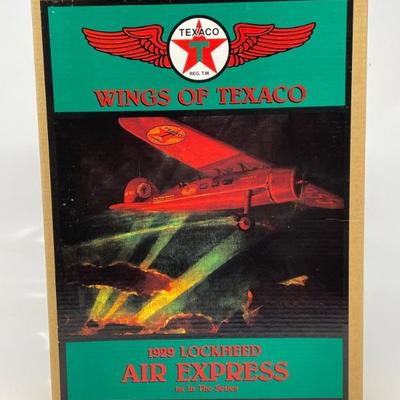 TEXACO
T
REG. T.M.
WINGS OF TEXACO
1929 LOCKHEED
AIR EXPRESS
1st In The Series